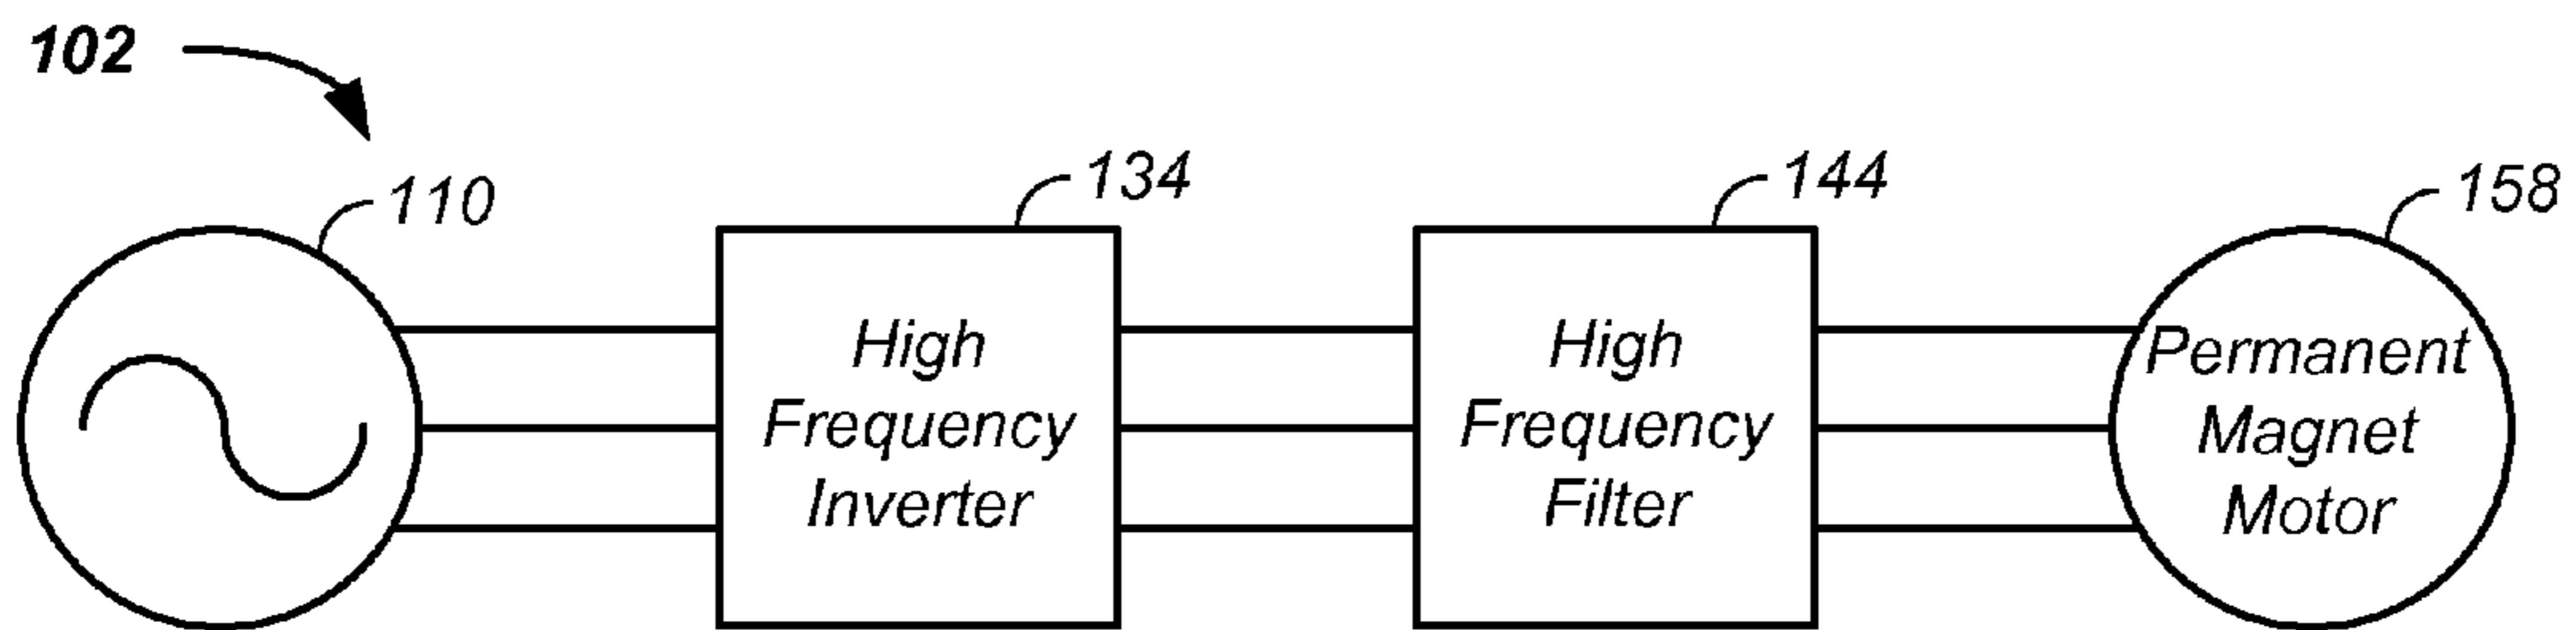 102
110
134
144
158
High
Frequency
Inverter
High
Frequency
Filter
Permanent
Magnet
Motor